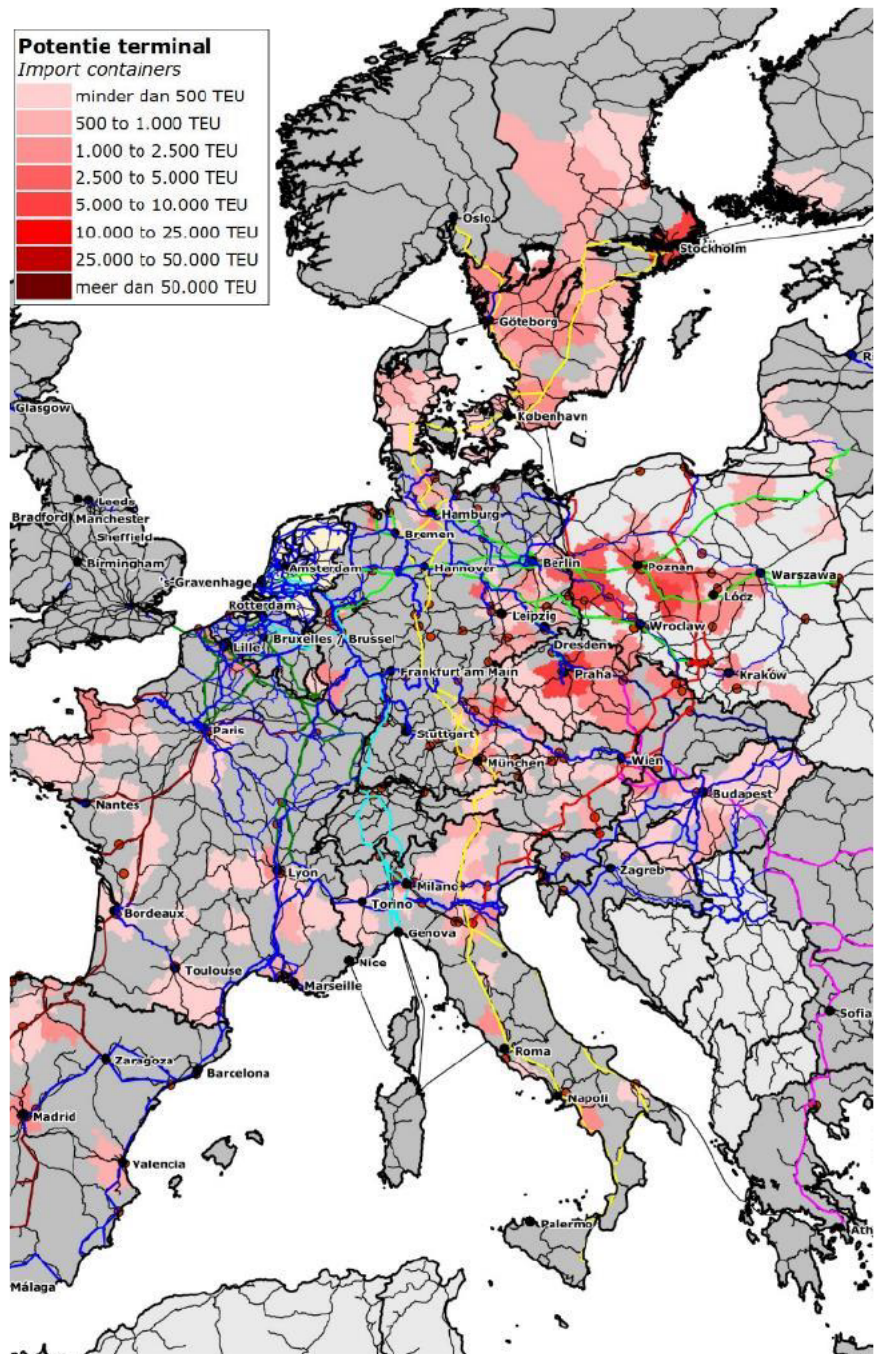 Potentie terminal
Import containers
minder dan 500 TEU
500 to 1.000 TEU
1.000 to 2.500 TEU
2.500 to 5.000 TEU
5.000 to 10.000 TEU
10.000 to 25.000 TEU
25.000 to 50.000 TEU
meer dan 50.000 TEU
Oslo
Stockholm
Göteborg
Glasgow
København
Leeds
Bradford
Manchester
Sheffield
Hamburg
Bremen
Birmingham
Amsterdam
Hannover
Berlin
Poznan
Warszawa
's-Gravenhage
Rotterdam
Leipzig
Lódz
Bruxelles / Brussel
Wroclaw
Lille
Dresden
Frankfurt am Main
Praha
Kraków
Paris
Stuttgart
München
Wien
Nantes
Budapest
Lyon
Zagreb
Milano
Torino
Bordeaux
Genova
Nice
Toulouse
Marseille
Sofia
Zaragoza
Roma
Barcelona
Napoli
Madrid
Valencia
Palermo
Ath
Málaga